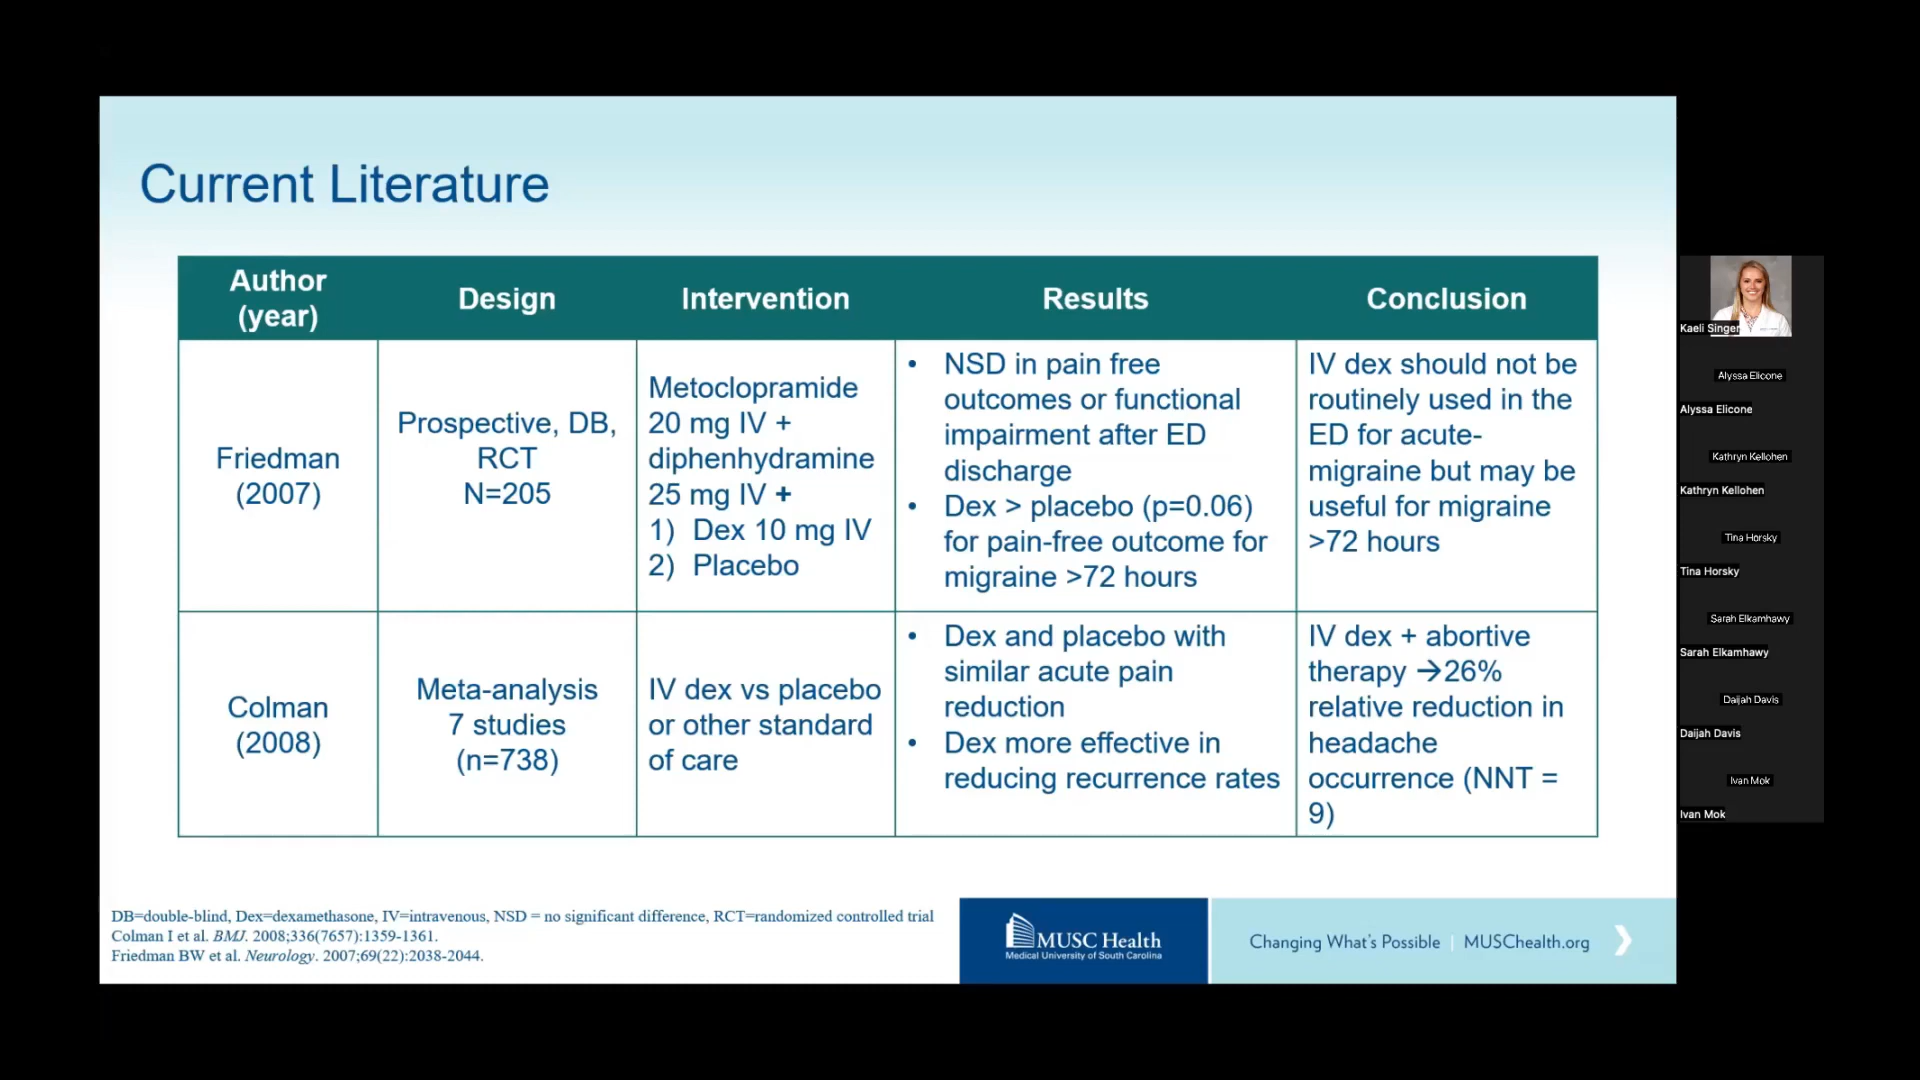 Current Literature
Author
(year)
Design
Intervention
Results
Conclusion
Friedman
(2007)
Prospective, DB,
RCT
N=205
Metoclopramide
20 mg IV +
diphenhydramine
25 mg IV +
1) Dex 10 mg IV
2) Placebo
• NSD in pain free
outcomes or functional
impairment after ED
discharge
• Dex > placebo (p=0.06)
for pain-free outcome for
migraine >72 hours
IV dex should not be
routinely used in the
ED for acute-
migraine but may be
useful for migraine
>72 hours
Colman
(2008)
Meta-analysis
7 studies
(n=738)
IV dex vs placebo
or other standard
of care
• Dex and placebo with
similar acute pain
reduction
• Dex more effective in
reducing recurrence rates
IV dex + abortive
therapy →26%
relative reduction in
headache
occurrence (NNT =
9)
DB=double-blind, Dex=dexamethasone, IV=intravenous, NSD = no significant difference, RCT=randomized controlled trial
Colman I et al. BMJ. 2008;336(7657):1359-1361.
Friedman BW et al. Neurology. 2007;69(22):2038-2044.
MUSC Health
Medical University of South Carolina
Changing What's Possible | MUSChealth.org
Kaeli Singer
Alyssa Elicone
Alyssa Elicone
Kathryn Kellohen
Kathryn Kellohen
Tina Horsky
Tina Horsky
Sarah Elkamhawy
Sarah Elkamhawy
Daijah Davis
Daijah Davis
Ivan Mok
Ivan Mok